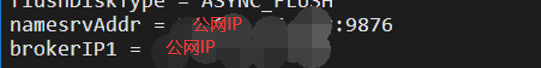 flushDiskType = ASYNC_FLUSH
namesrvAddr = 公网IP:9876
brokerIP1 = 公网IP